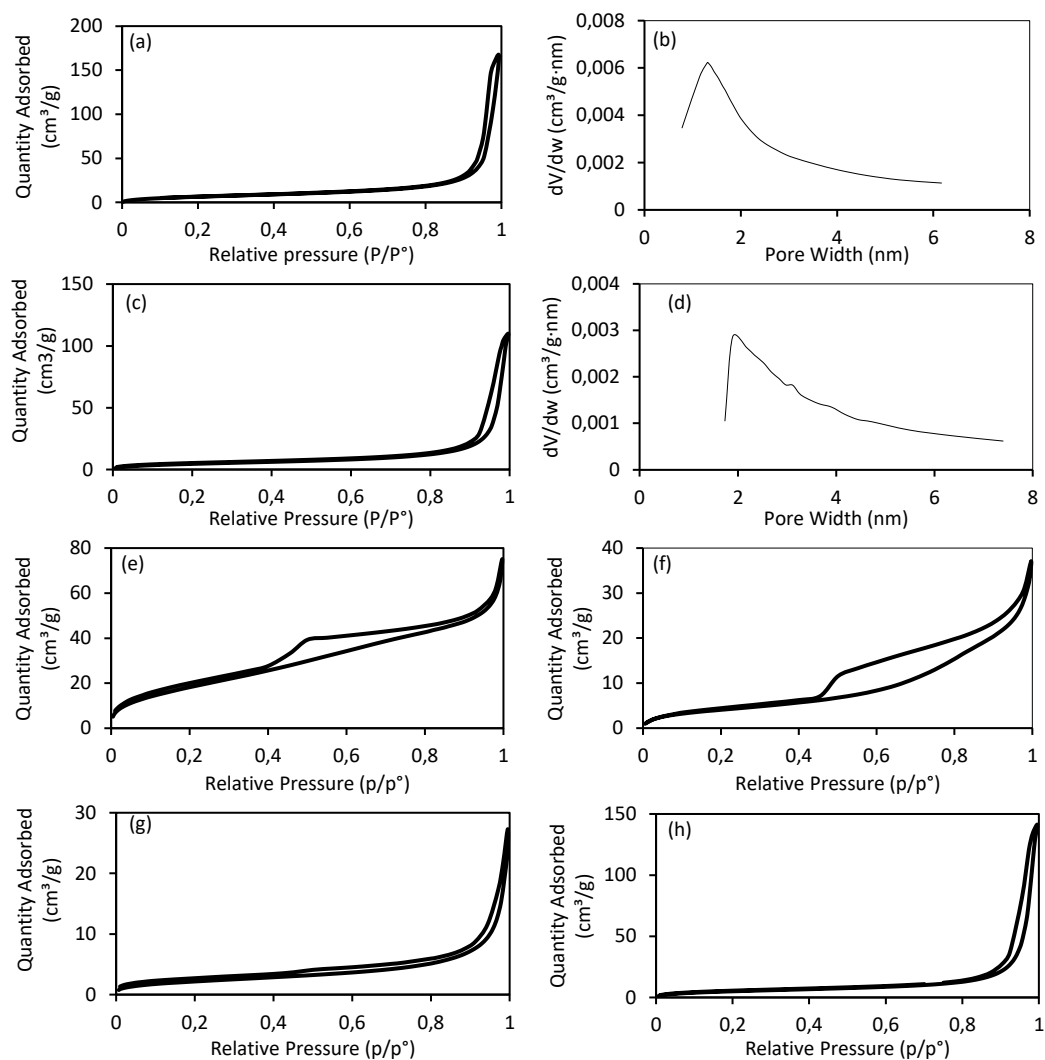 (a)
Quantity Adsorbed
(cm³/g)
200
150
100
50
0
0 0,2 0,4 0,6 0,8 1
Relative pressure (P/P°)
(b)
dV/dw (cm³/g·nm)
0,008
0,006
0,004
0,002
0
0 2 4 6 8
Pore Width (nm)
(c)
Quantity Adsorbed
(cm3/g)
150
100
50
0
0 0,2 0,4 0,6 0,8 1
Relative Pressure (P/P°)
(d)
dV/dw (cm³/g·nm)
0,004
0,003
0,002
0,001
0
0 2 4 6 8
Pore Width (nm)
(e)
Quantity Adsorbed
(cm³/g)
80
60
40
20
0
0 0,2 0,4 0,6 0,8 1
Relative Pressure (p/p°)
(f)
Quantity Adsorbed
(cm³/g)
40
30
20
10
0
0 0,2 0,4 0,6 0,8 1
Relative Pressure (p/p°)
(g)
Quantity Adsorbed
(cm³/g)
30
20
10
0
0 0,2 0,4 0,6 0,8 1
Relative Pressure (p/p°)
(h)
Quantity Adsorbed
(cm³/g)
150
100
50
0
0 0,2 0,4 0,6 0,8 1
Relative Pressure (p/p°)